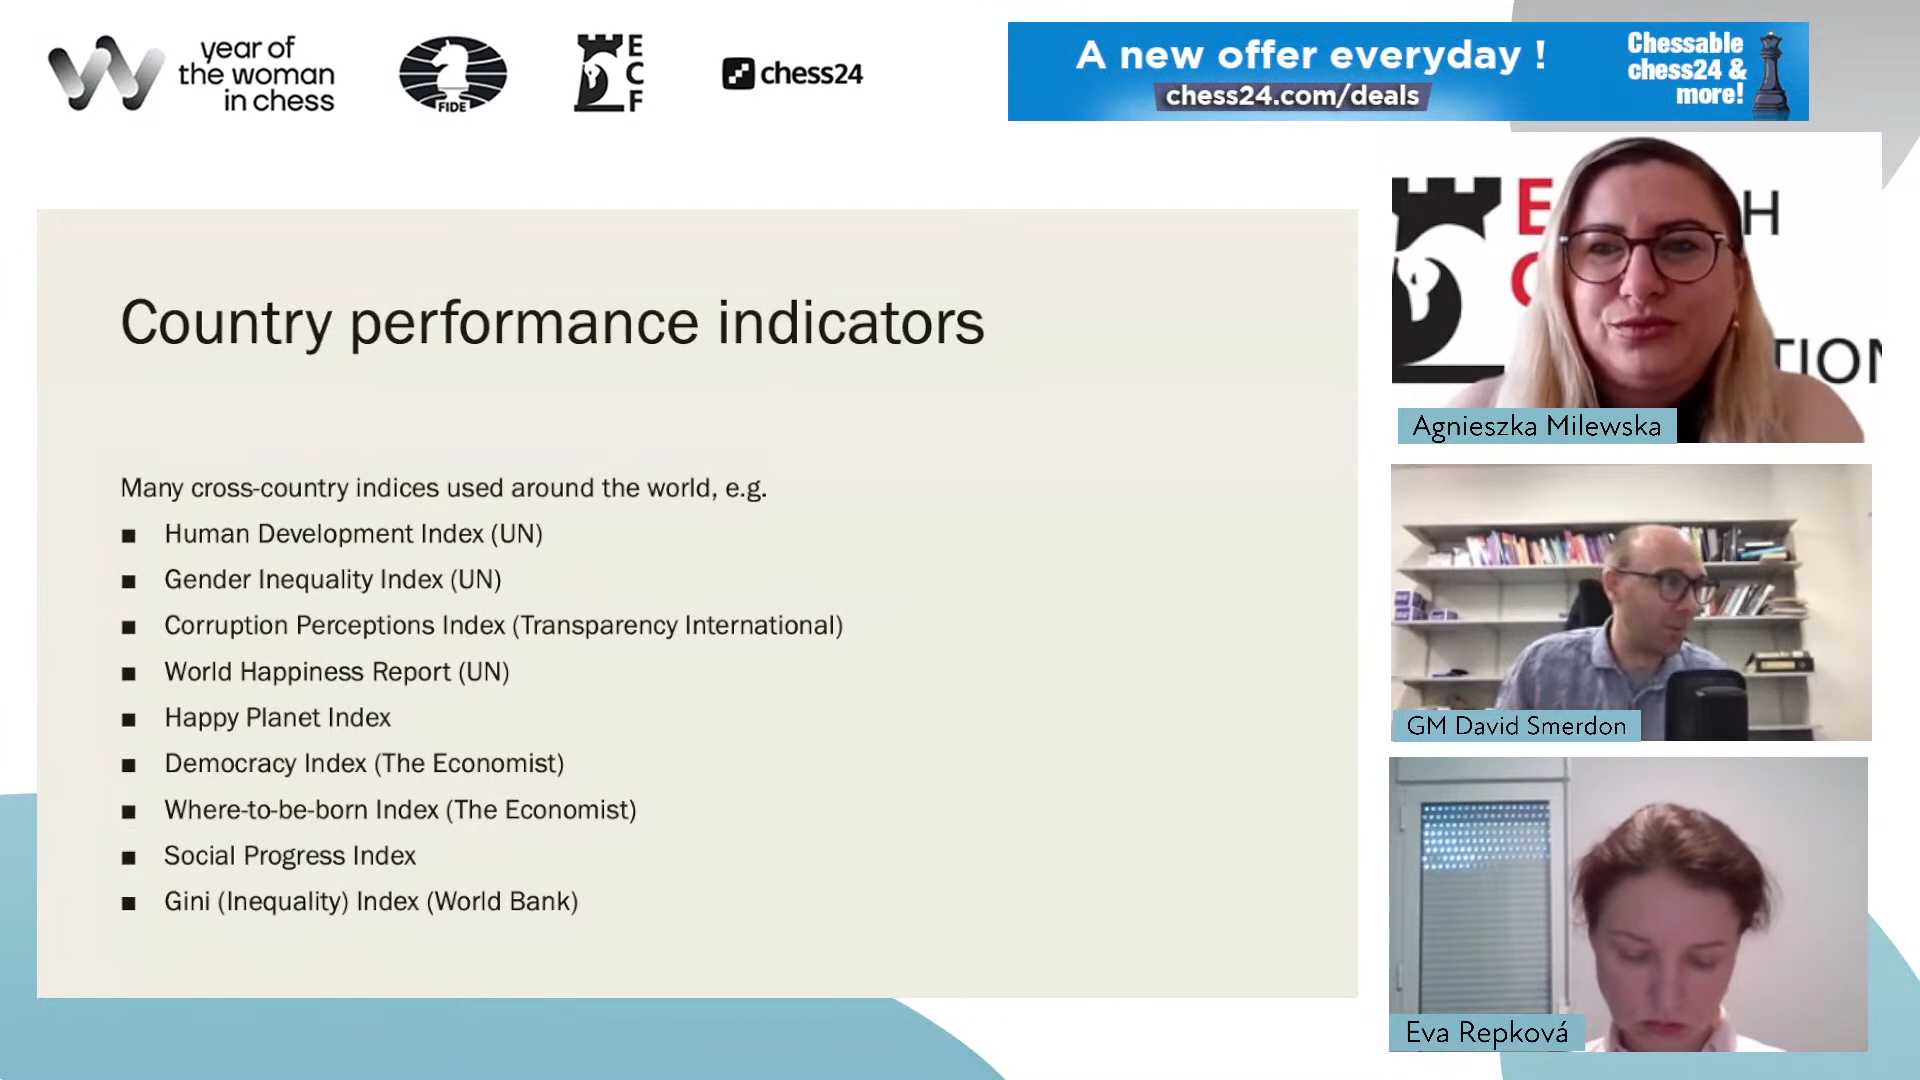 year of
the woman
in chess
FIDE
E
C
F
chess24
A new offer everyday !
chess24.com/deals
Chessable
chess24 &
more!
Country performance indicators
Many cross-country indices used around the world, e.g.
■ Human Development Index (UN)
■ Gender Inequality Index (UN)
■ Corruption Perceptions Index (Transparency International)
■ World Happiness Report (UN)
■ Happy Planet Index
■ Democracy Index (The Economist)
■ Where-to-be-born Index (The Economist)
■ Social Progress Index
■ Gini (Inequality) Index (World Bank)
Agnieszka Milewska
GM David Smerdon
Eva Repková